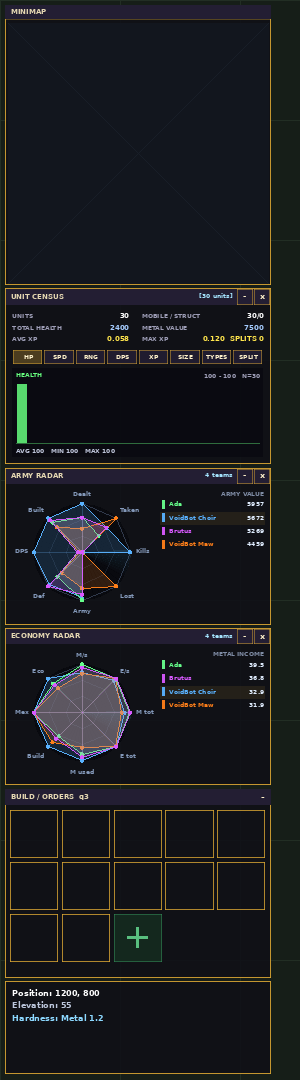 MINIMAP
UNIT CENSUS [30 units] - x
UNITS 30 MOBILE / STRUCT 30/0
TOTAL HEALTH 2400 METAL VALUE 7500
AVG XP 0.058 MAX XP 0.120 SPLITS 0
HP SPD RNG DPS XP SIZE TYPES SPLIT
HEALTH 100 - 100 N=30
AVG 100 MIN 100 MAX 100
ARMY RADAR 4 teams - x
Dealt
Built Taken
DPS Kills
Def Lost
Army
ARMY VALUE
Ada 5937
VoidBot Choir 5672
Brutus 5269
VoidBot Maw 4459
ECONOMY RADAR 4 teams - x
M/s
Eco E/s
Max M tot
Build E tot
M used
METAL INCOME
Ada 39.5
Brutus 36.8
VoidBot Choir 32.9
VoidBot Maw 31.9
BUILD / ORDERS q3 -
Position: 1200, 800
Elevation: 55
Hardness: Metal 1.2